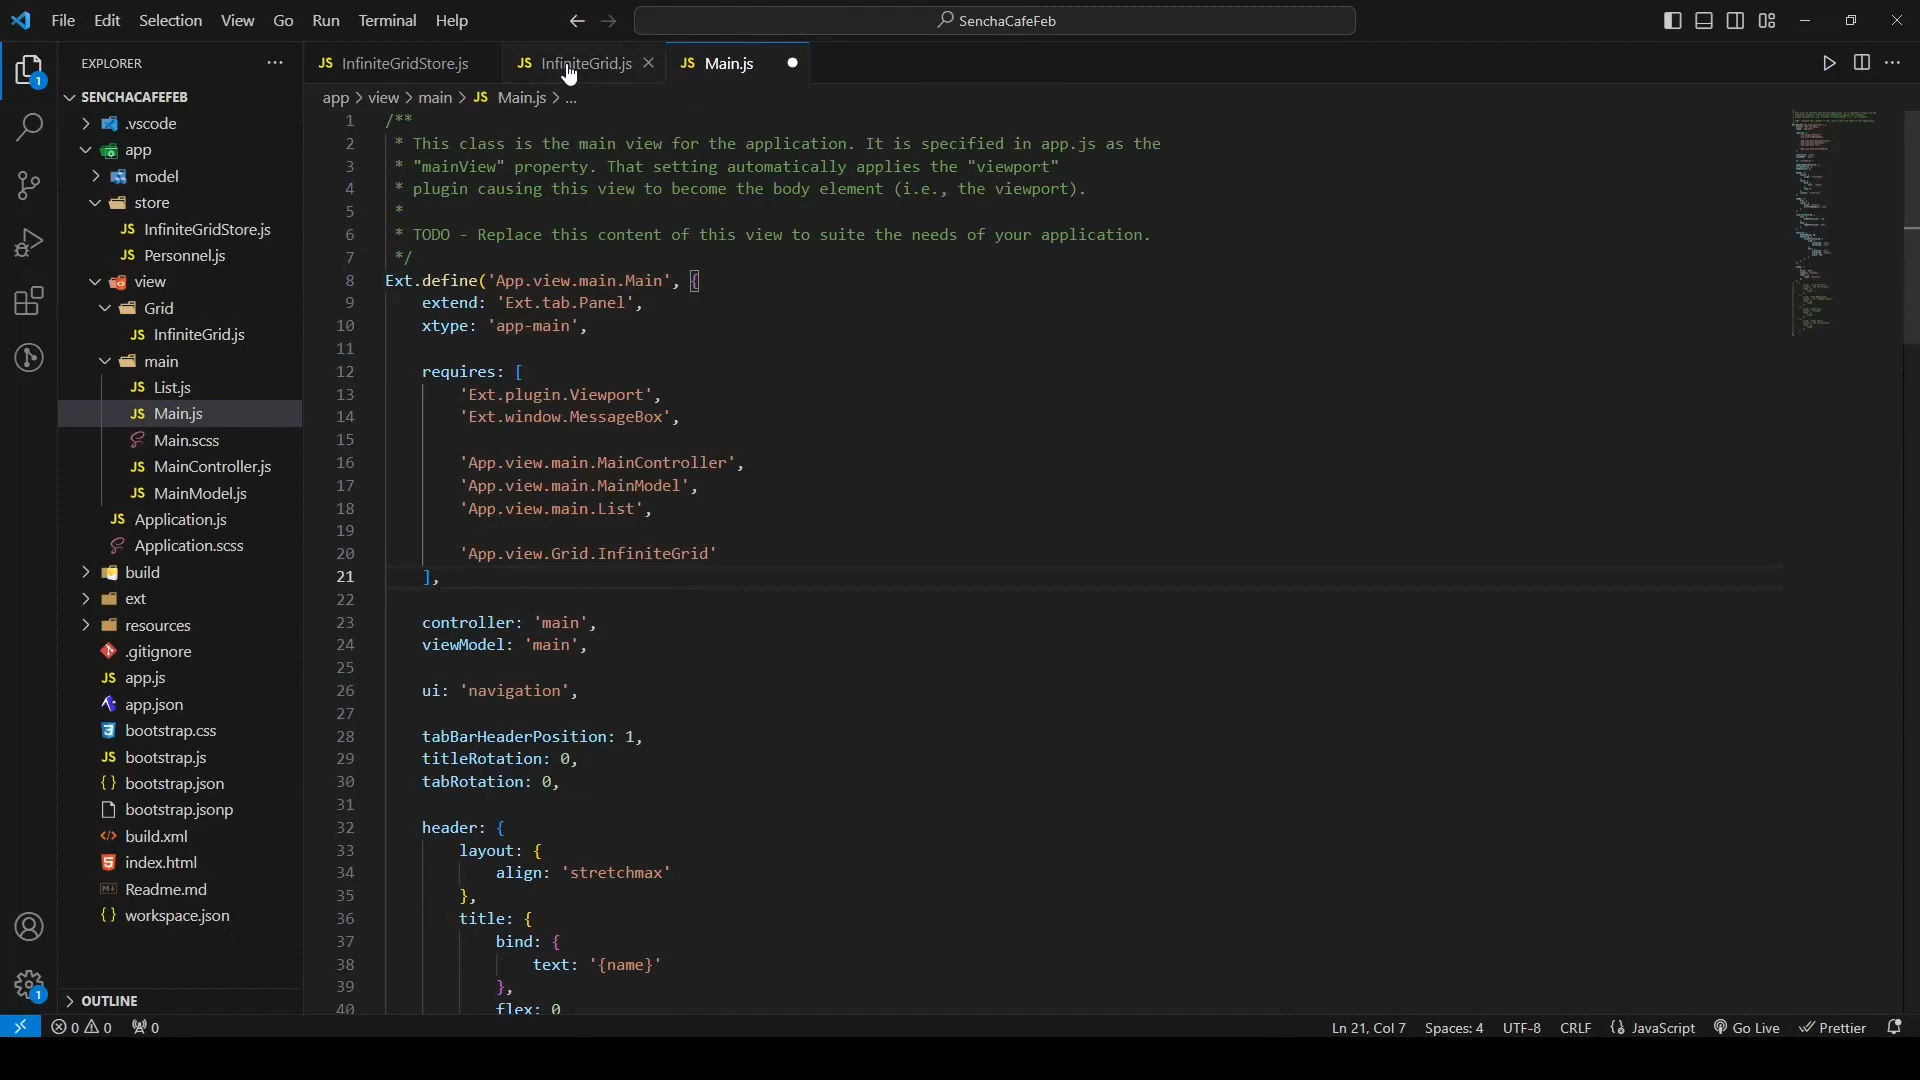 File Edit Selection View Go Run Terminal Help
SenchaCafeFeb
EXPLORER
SENCHACAFEFEB
.vscode
app
model
store
JS InfiniteGridStore.js
JS Personnel.js
view
Grid
JS InfiniteGrid.js
main
JS List.js
JS Main.js
Main.scss
JS MainController.js
JS MainModel.js
JS Application.js
Application.scss
build
ext
resources
.gitignore
JS app.js
app.json
bootstrap.css
JS bootstrap.js
{} bootstrap.json
bootstrap.jsonp
build.xml
index.html
Readme.md
{} workspace.json
OUTLINE
1
1
JS InfiniteGridStore.js JS InfiniteGrid.js JS Main.js
app > view > main > JS Main.js > ...
1 /**
2 * This class is the main view for the application. It is specified in app.js as the
3 * "mainView" property. That setting automatically applies the "viewport"
4 * plugin causing this view to become the body element (i.e., the viewport).
5 *
6 * TODO - Replace this content of this view to suite the needs of your application.
7 */
8 Ext.define('App.view.main.Main', {
9 extend: 'Ext.tab.Panel',
10 xtype: 'app-main',
11
12 requires: [
13 'Ext.plugin.Viewport',
14 'Ext.window.MessageBox',
15
16 'App.view.main.MainController',
17 'App.view.main.MainModel',
18 'App.view.main.List',
19
20 'App.view.Grid.InfiniteGrid'
21 ],
22
23 controller: 'main',
24 viewModel: 'main',
25
26 ui: 'navigation',
27
28 tabBarHeaderPosition: 1,
29 titleRotation: 0,
30 tabRotation: 0,
31
32 header: {
33 layout: {
34 align: 'stretchmax'
35 },
36 title: {
37 bind: {
38 text: '{name}'
39 },
40 flex: 0
0 0 0 Ln 21, Col 7 Spaces: 4 UTF-8 CRLF {} JavaScript Go Live Prettier